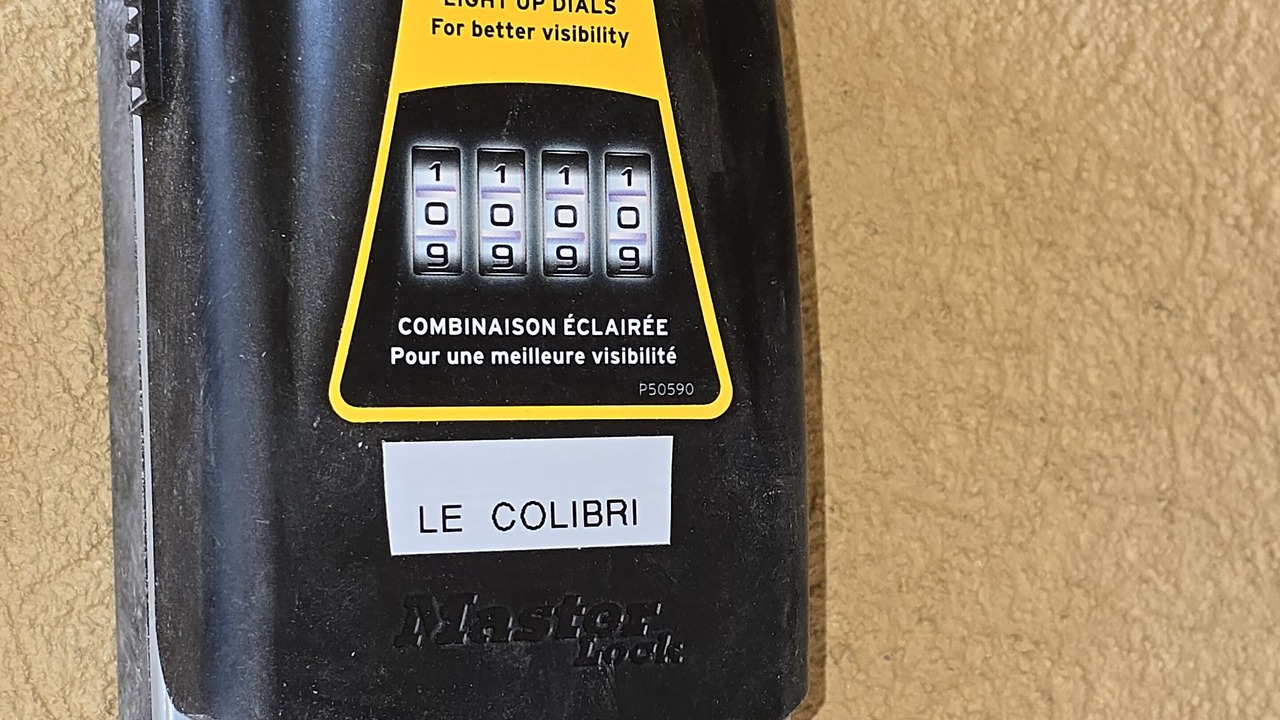 LIGHT UP DIALS
For better visibility
1 1 1 1
0 0 0 0
9 9 9 9
COMBINAISON ÉCLAIRÉE
Pour une meilleure visibilité
P50590
LE COLIBRI
Master
Lock